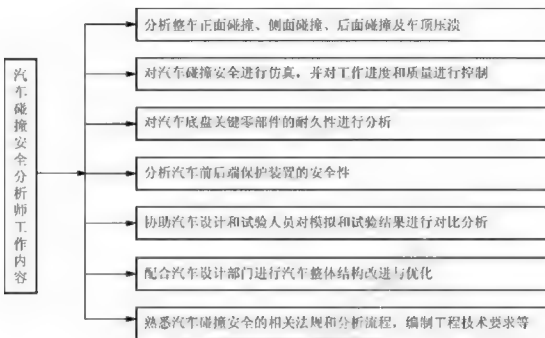 汽车碰撞安全分析师工作内容
分析整车正面碰撞、侧面碰撞、后面碰撞及车顶压溃
对汽车碰撞安全进行仿真，并对工作进度和质量进行控制
对汽车底盘关键零部件的耐久性进行分析
分析汽车前后端保护装置的安全性
协助汽车设计和试验人员对模拟和试验结果进行对比分析
配合汽车设计部门进行汽车整体结构改进与优化
熟悉汽车碰撞安全的相关法规和分析流程，编制工程技术要求等